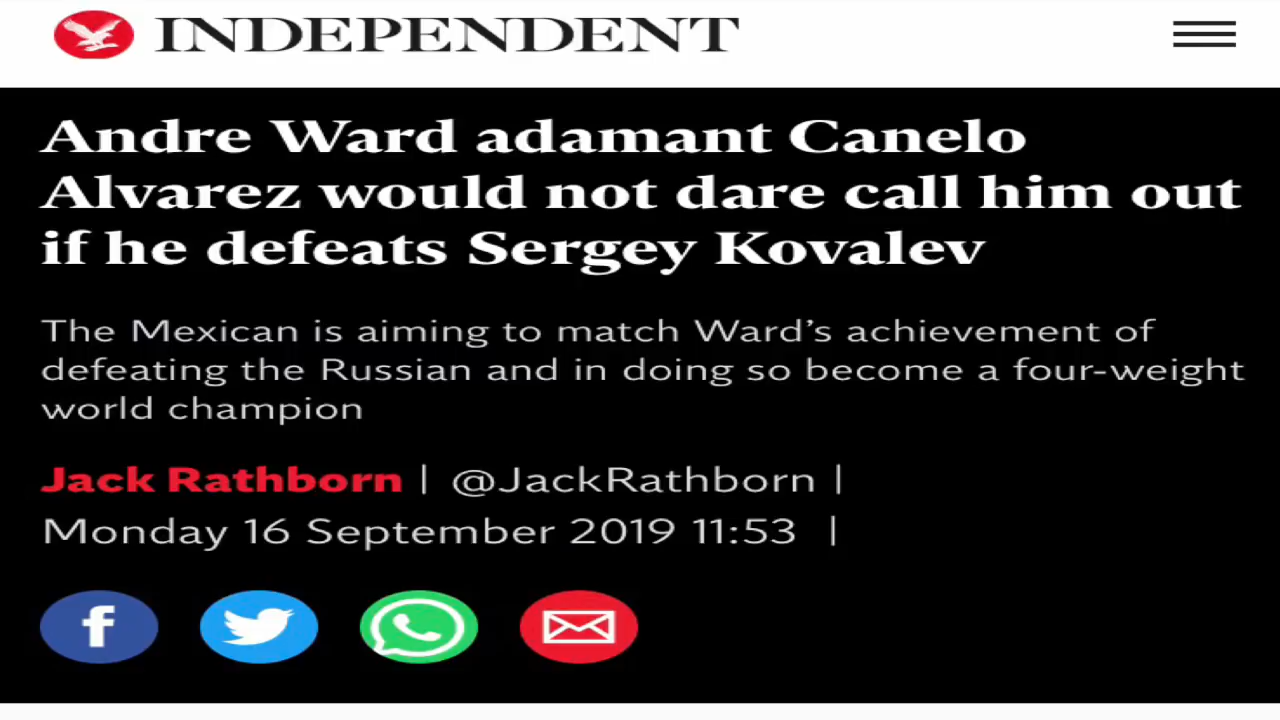 INDEPENDENT
Andre Ward adamant Canelo
Alvarez would not dare call him out
if he defeats Sergey Kovalev
The Mexican is aiming to match Ward’s achievement of
defeating the Russian and in doing so become a four-weight
world champion
Jack Rathborn | @JackRathborn |
Monday 16 September 2019 11:53 |
f